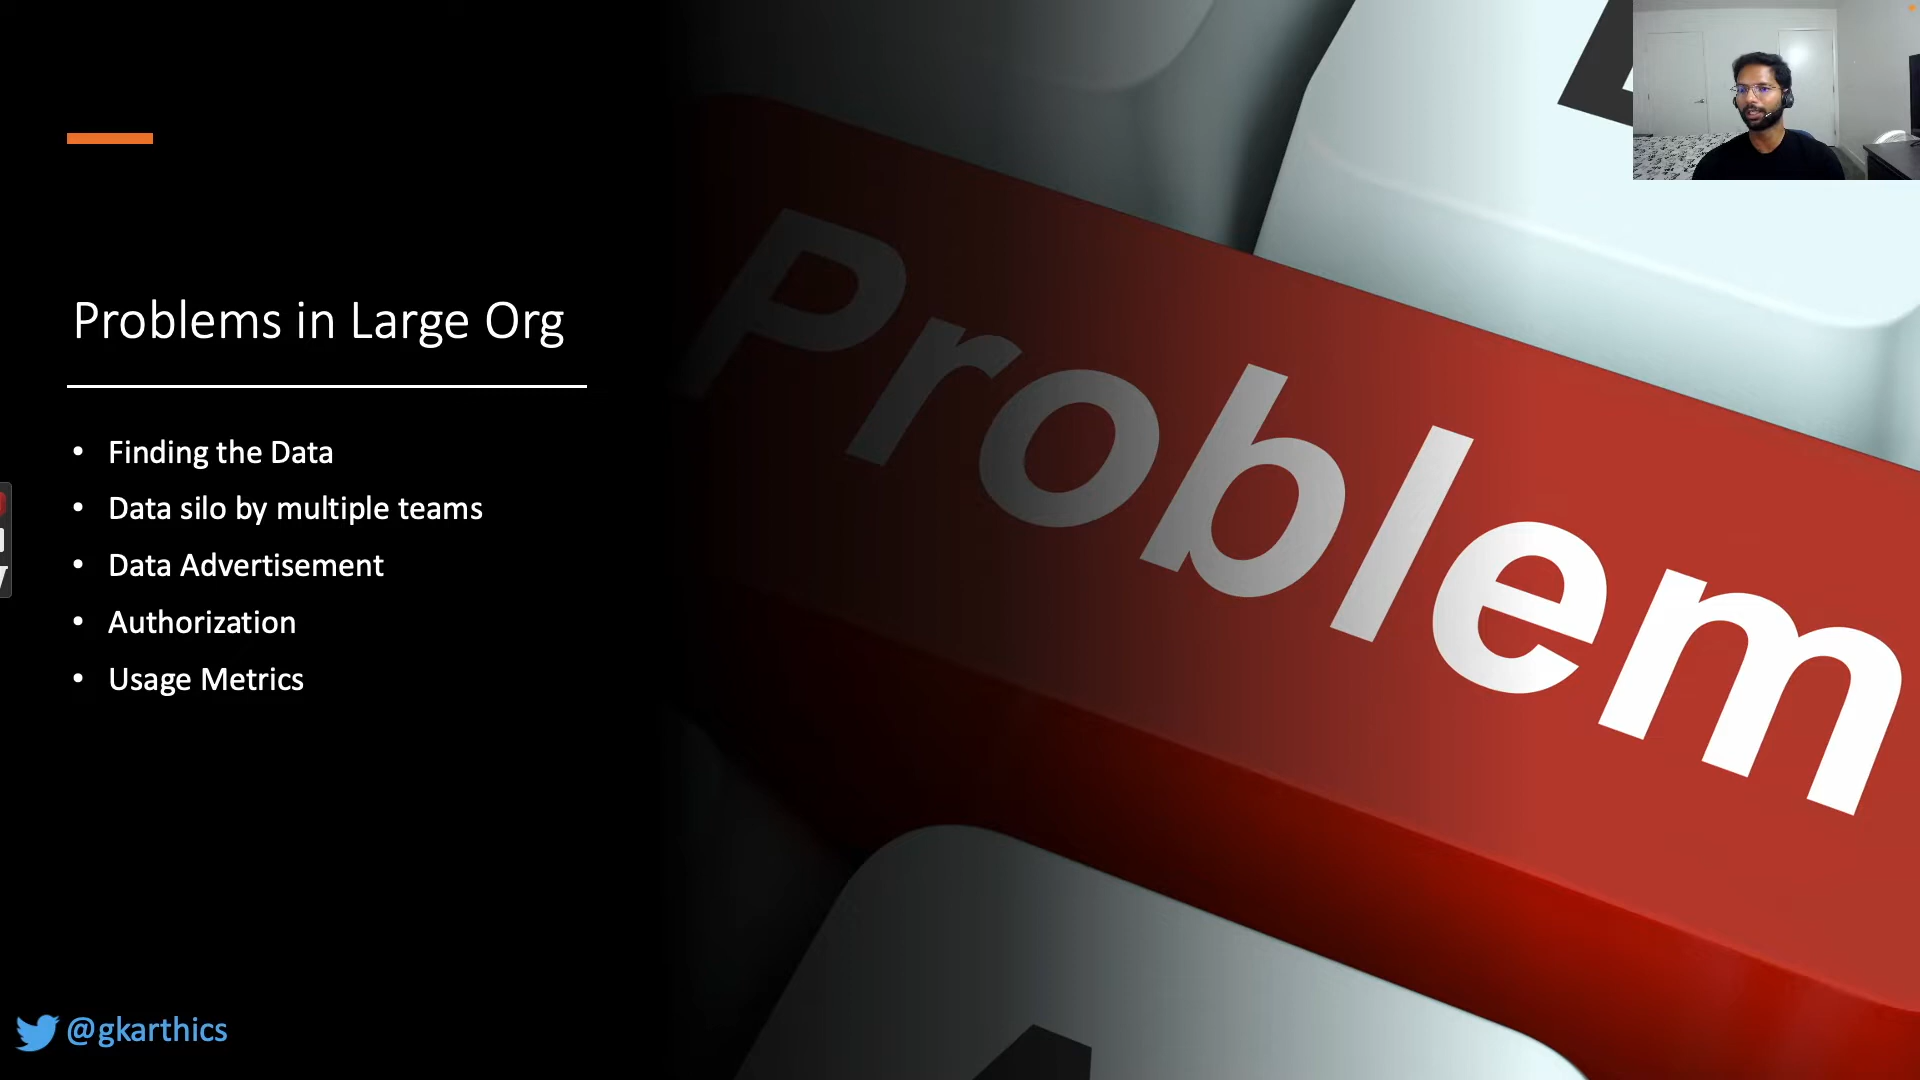 Problems in Large Org
• Finding the Data
• Data silo by multiple teams
• Data Advertisement
• Authorization
• Usage Metrics
Problem
@gkarthics